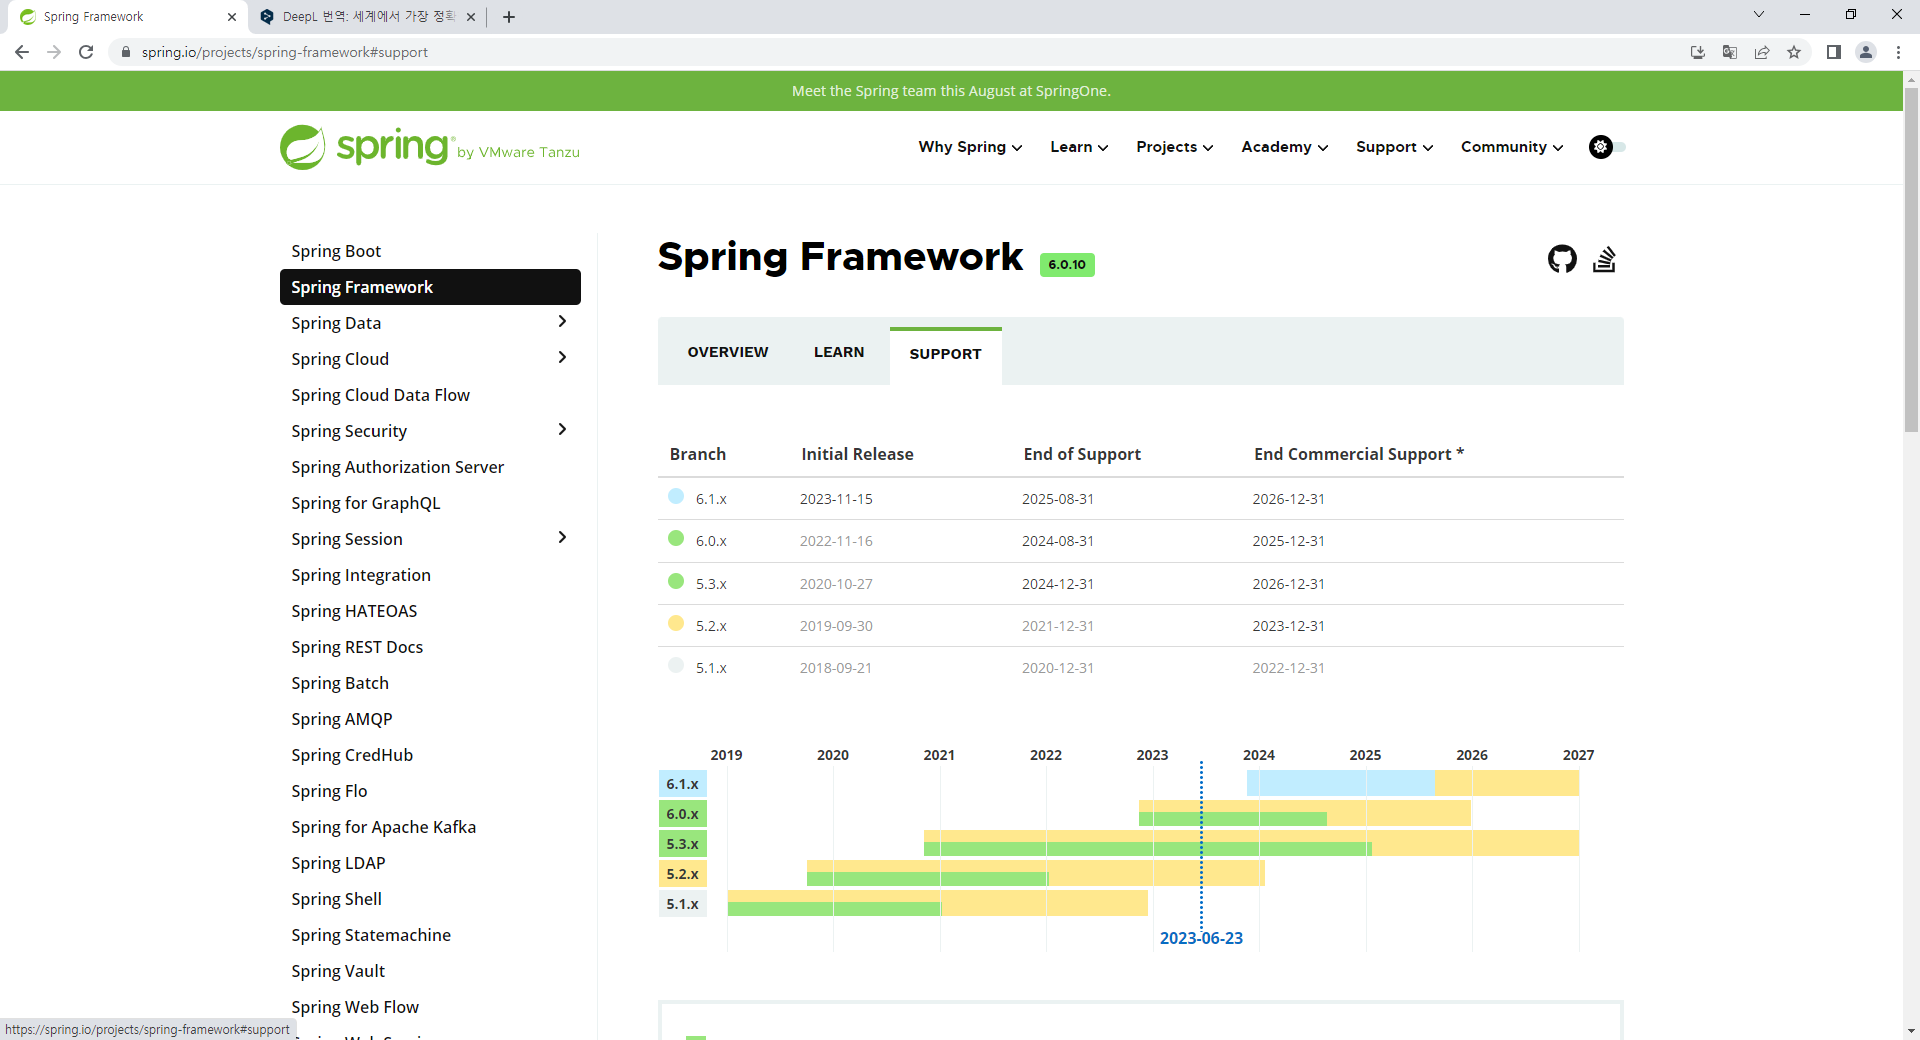 Spring Framework
DeepL 번역: 세계에서 가장 정확
spring.io/projects/spring-framework#support
Meet the Spring team this August at SpringOne.
spring® by VMware Tanzu
Why Spring Learn Projects Academy Support Community
Spring Boot
Spring Framework
Spring Data
Spring Cloud
Spring Cloud Data Flow
Spring Security
Spring Authorization Server
Spring for GraphQL
Spring Session
Spring Integration
Spring HATEOAS
Spring REST Docs
Spring Batch
Spring AMQP
Spring CredHub
Spring Flo
Spring for Apache Kafka
Spring LDAP
Spring Shell
Spring Statemachine
Spring Vault
Spring Web Flow
Spring Framework 6.0.10
OVERVIEW LEARN SUPPORT
Branch Initial Release End of Support End Commercial Support *
6.1.x 2023-11-15 2025-08-31 2026-12-31
6.0.x 2022-11-16 2024-08-31 2025-12-31
5.3.x 2020-10-27 2024-12-31 2026-12-31
5.2.x 2019-09-30 2021-12-31 2023-12-31
5.1.x 2018-09-21 2020-12-31 2022-12-31
2019 2020 2021 2022 2023 2024 2025 2026 2027
6.1.x
6.0.x
5.3.x
5.2.x
5.1.x
2023-06-23
https://spring.io/projects/spring-framework#support